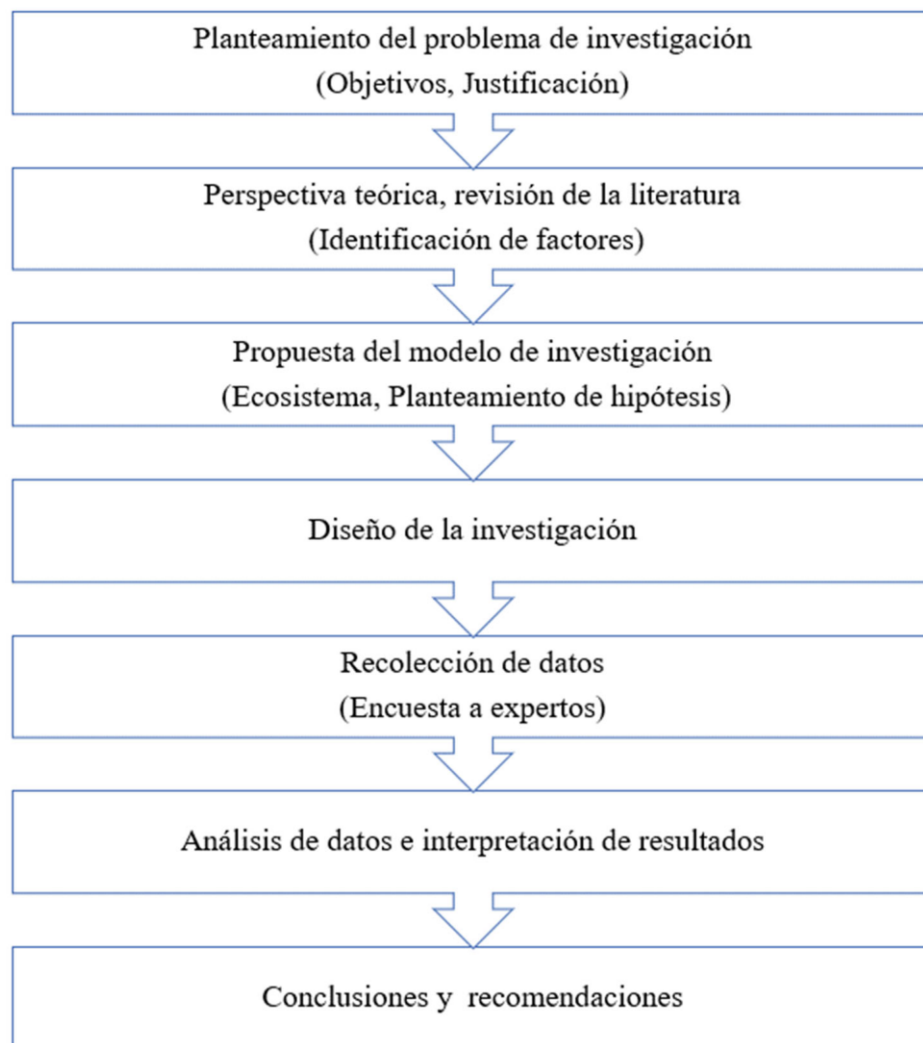 Planteamiento del problema de investigación
(Objetivos, Justificación)
Perspectiva teórica, revisión de la literatura
(Identificación de factores)
Propuesta del modelo de investigación
(Ecosistema, Planteamiento de hipótesis)
Diseño de la investigación
Recolección de datos
(Encuesta a expertos)
Análisis de datos e interpretación de resultados
Conclusiones y  recomendaciones